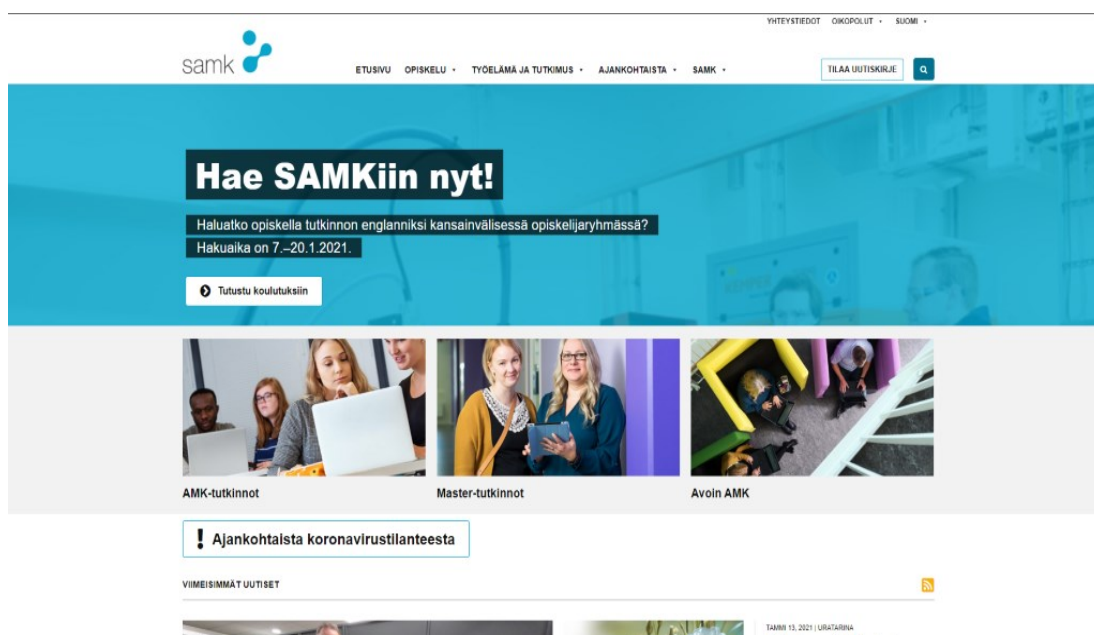 YHTEYSTIEDOT OIKOPOLUT SUOMI
samk
ETUSIVU OPISKELU TYÖELÄMÄ JA TUTKIMUS AJANKOHTAISTA SAMK
TILAA UUTISKIRJE
Hae SAMKiin nyt!
Haluatko opiskella tutkinnon englanniksi kansainvälisessä opiskelijaryhmässä?
Hakuaika on 7.–20.1.2021.
Tutustu koulutuksiin
AMK-tutkinnot
Master-tutkinnot
Avoin AMK
! Ajankohtaista koronavirustilanteesta
VIIMEISIMMÄT UUTISET
TAMMI 13, 2021 | URATARINA